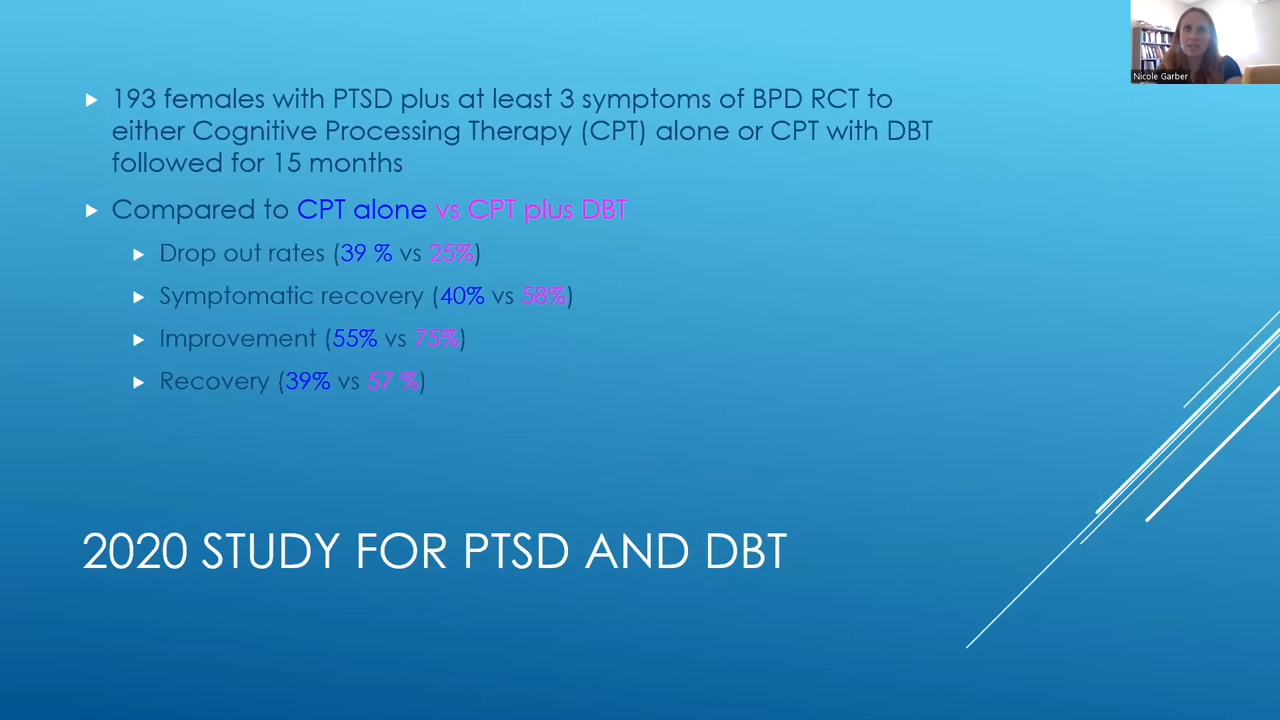 193 females with PTSD plus at least 3 symptoms of BPD RCT to
either Cognitive Processing Therapy (CPT) alone or CPT with DBT
followed for 15 months
Compared to CPT alone vs CPT plus DBT
Drop out rates (39 % vs 25%)
Symptomatic recovery (40% vs 58%)
Improvement (55% vs 75%)
Recovery (39% vs 57 %)
2020 STUDY FOR PTSD AND DBT
Nicole Garber